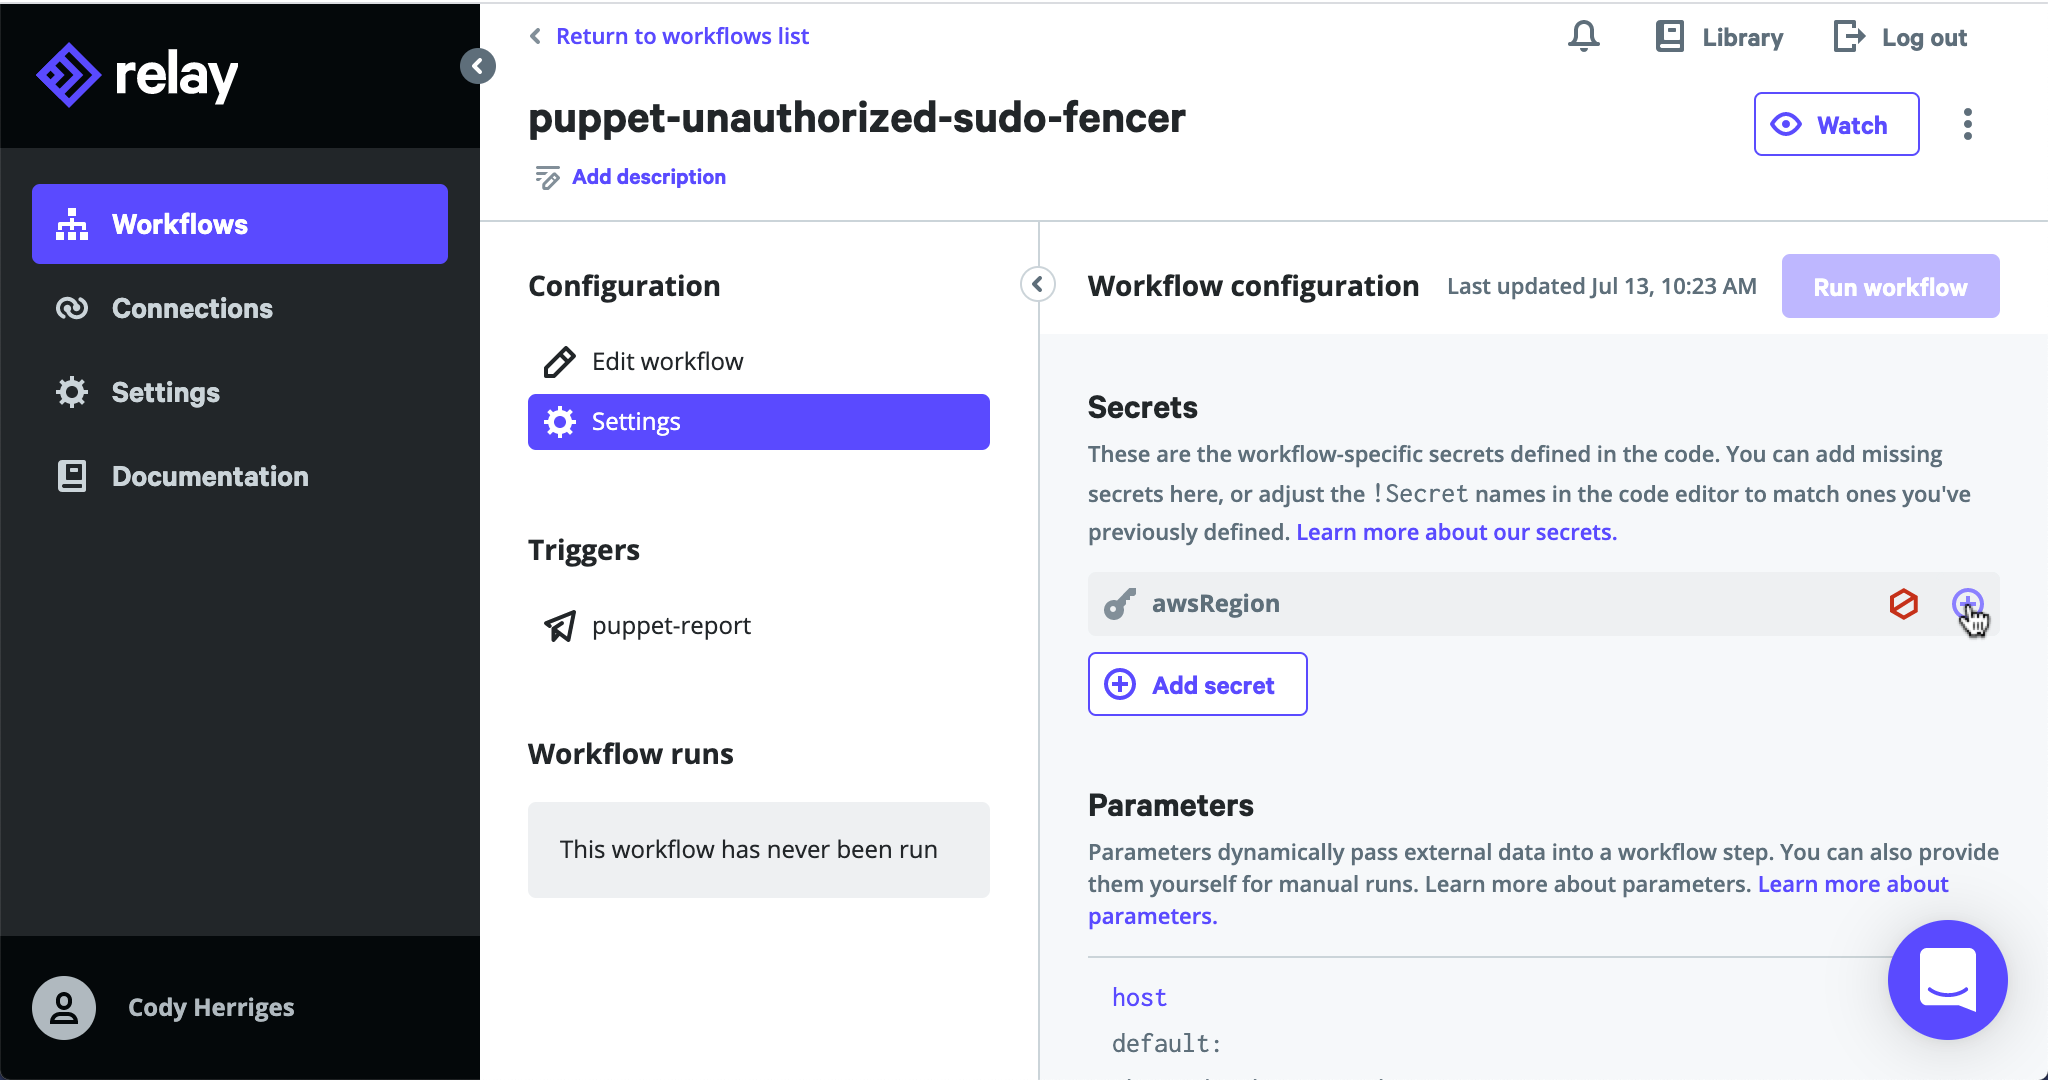 relay
Workflows
Connections
Settings
Documentation
Cody Herriges
Return to workflows list
Library
Log out
puppet-unauthorized-sudo-fencer
Watch
Add description
Configuration
Edit workflow
Settings
Triggers
puppet-report
Workflow runs
This workflow has never been run
Workflow configuration
Last updated Jul 13, 10:23 AM
Run workflow
Secrets
These are the workflow-specific secrets defined in the code. You can add missing
secrets here, or adjust the !Secret names in the code editor to match ones you've
previously defined. Learn more about our secrets.
awsRegion
Add secret
Parameters
Parameters dynamically pass external data into a workflow step. You can also provide
them yourself for manual runs. Learn more about parameters. Learn more about
parameters.
host
default: